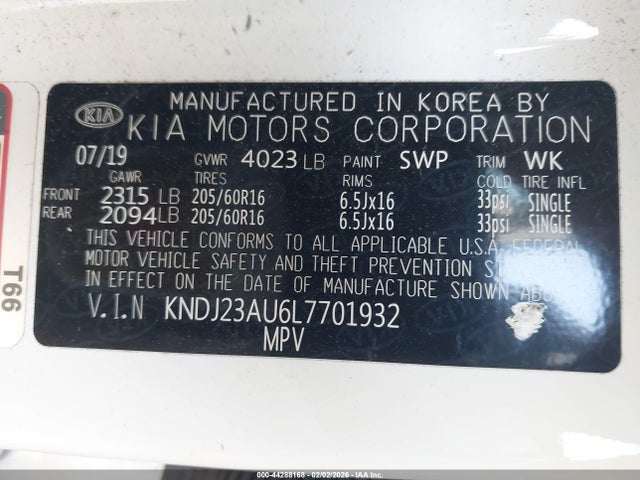 MANUFACTURED IN KOREA BY
KIA KIA MOTORS CORPORATION
07/19 GVWR 4023 LB PAINT SWP TRIM WK
GAWR TIRES RIMS COLD TIRE INFL
FRONT 2315 LB 205/60R16 6.5Jx16 33psi SINGLE
REAR 2094 LB 205/60R16 6.5Jx16 33psi SINGLE
THIS VEHICLE CONFORMS TO ALL APPLICABLE U.S.A. FEDERAL
MOTOR VEHICLE SAFETY AND THEFT PREVENTION
IN EFFECT ON THE DATE OF MANUFACTURE SHOWN
V.I.N KNDJ23AU6L7701932
MPV
T66
000--44288168 - 02/02/2026 - IAA Inc.